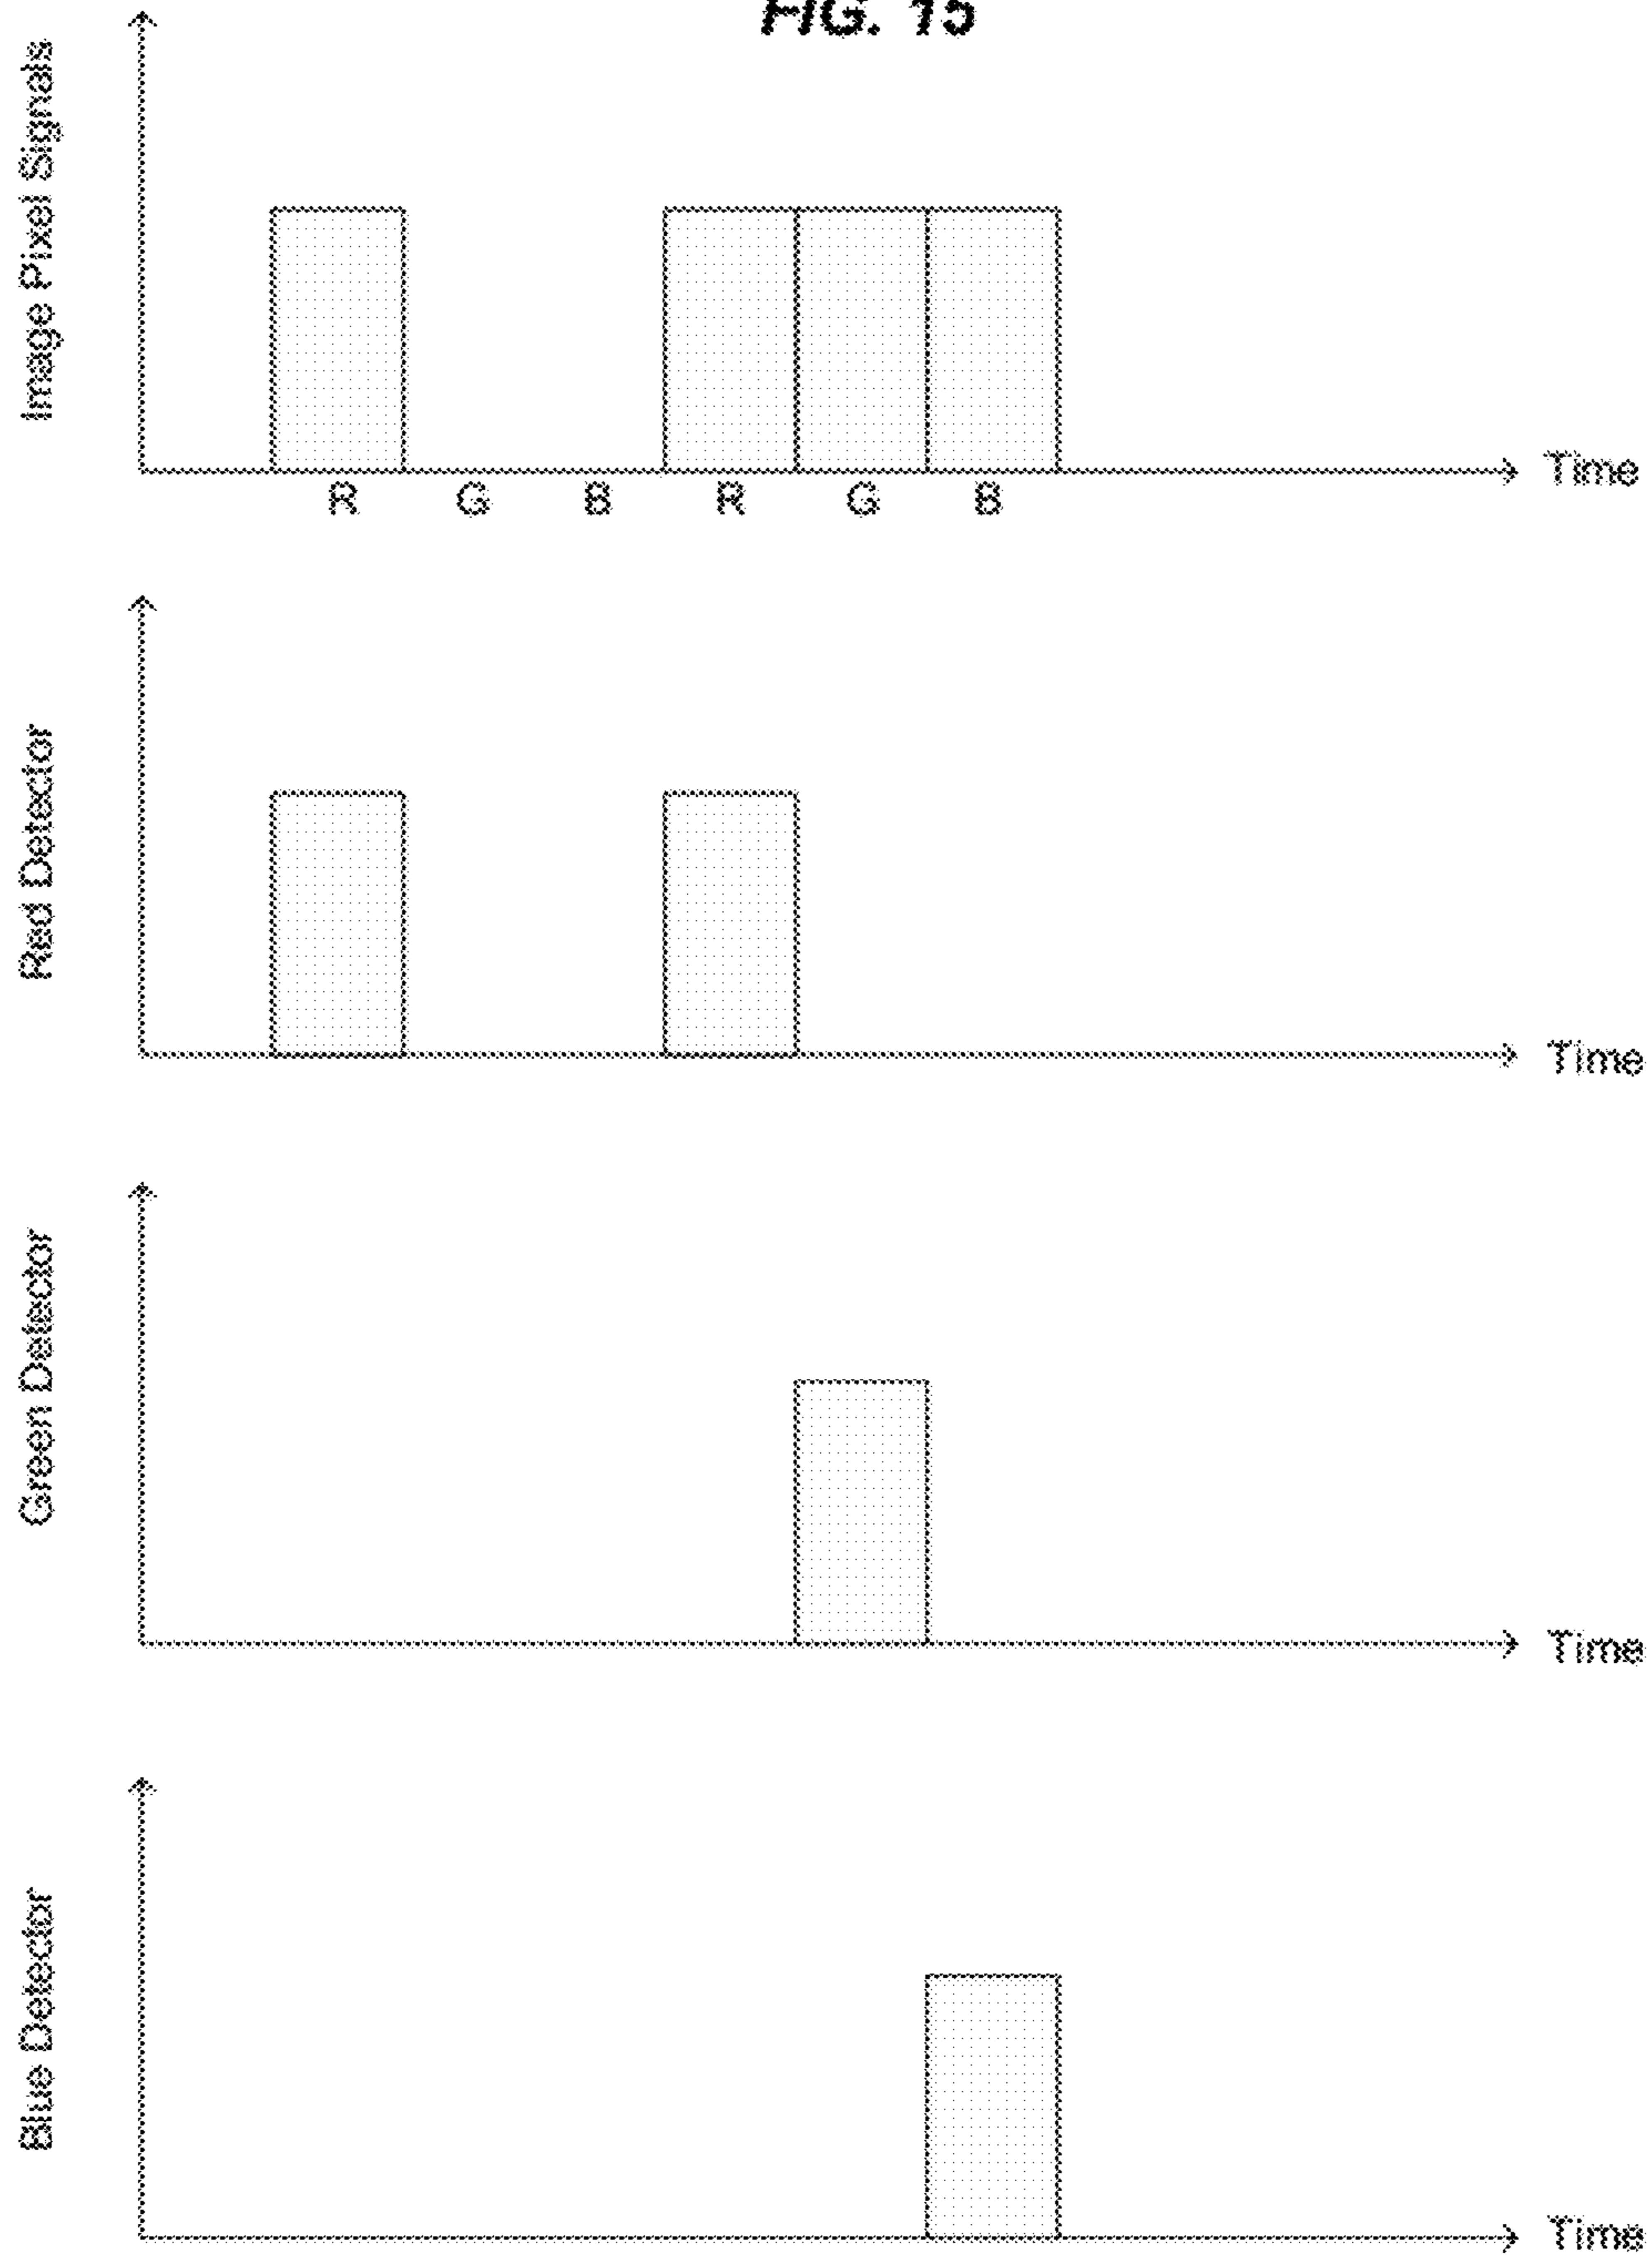 FIG. 15
Image Pixel Signals
Time
R G B R G B
Red Detector
Time
Green Detector
Time
Blue Detector
Time